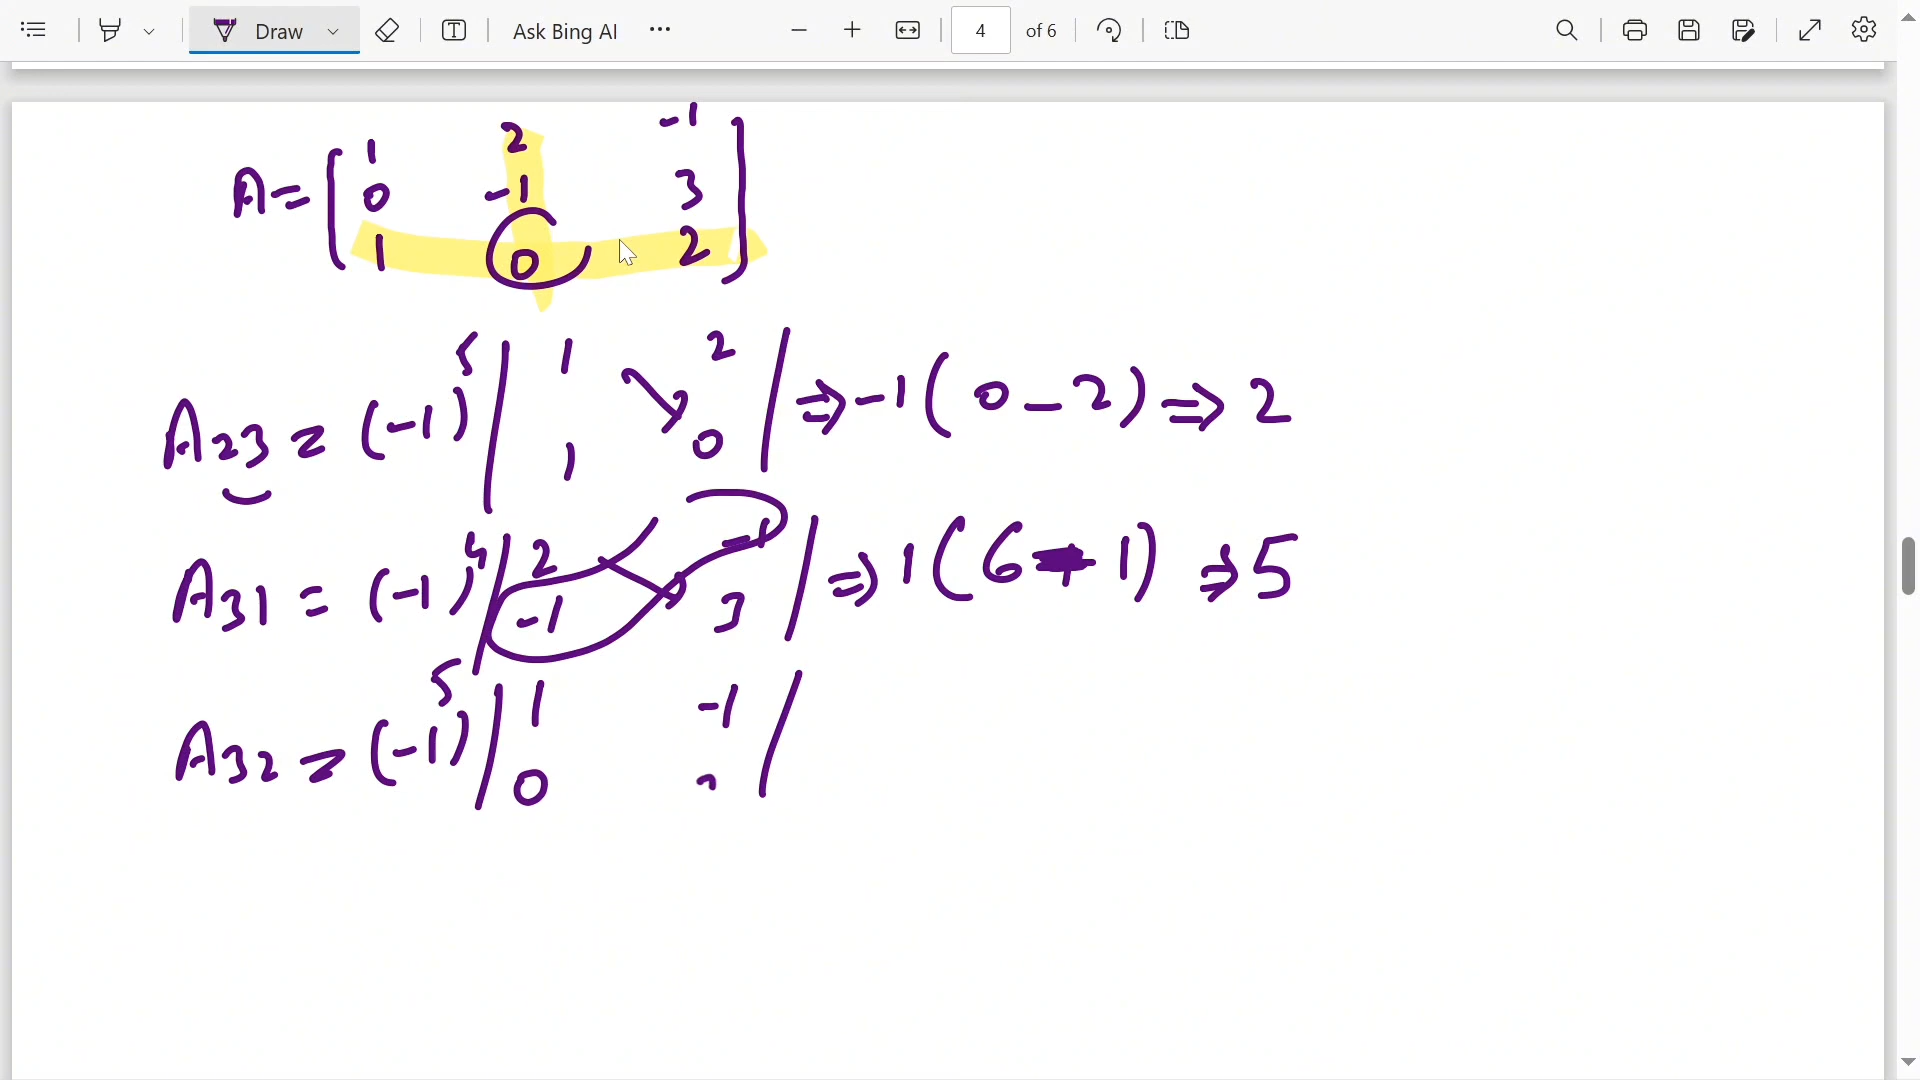 Draw Ask Bing AI 4 of 6
1 2 -1
A = 0 -1 3
1 0 2
A23 = (-1)^5 | 1 2 | ⇒ -1 ( 0 - 2 ) ⇒ 2
1 0
A31 = (-1)^4 | 2 -1 | ⇒ 1 ( 6 - 1 ) ⇒ 5
-1 3
A32 = (-1)^5 | 1 -1 |
0